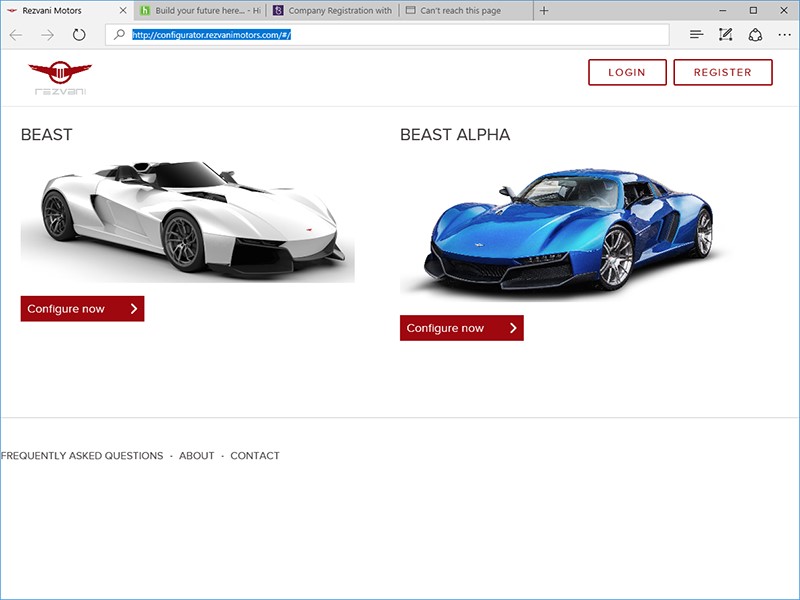 Rezvani Motors
Build your future here... - Hi
Company Registration with
Can't reach this page
http://configurator.rezvanimotors.com/#/
rezvani
LOGIN
REGISTER
BEAST
BEAST ALPHA
Configure now
Configure now
FREQUENTLY ASKED QUESTIONS - ABOUT - CONTACT